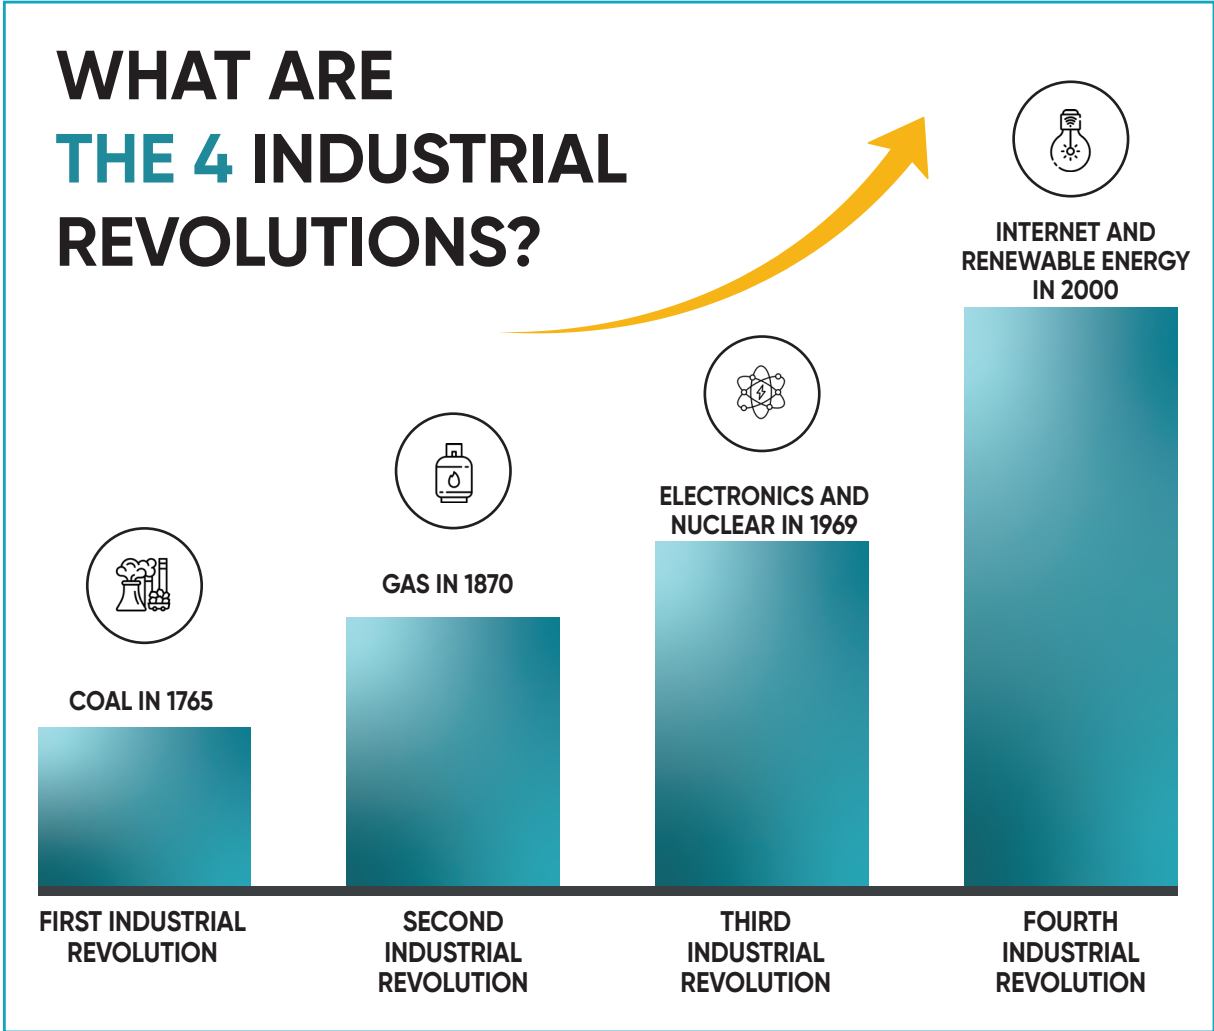 WHAT ARE
THE 4 INDUSTRIAL
REVOLUTIONS?
INTERNET AND
RENEWABLE ENERGY
IN 2000
ELECTRONICS AND
NUCLEAR IN 1969
GAS IN 1870
COAL IN 1765
FIRST INDUSTRIAL
REVOLUTION
SECOND
INDUSTRIAL
REVOLUTION
THIRD
INDUSTRIAL
REVOLUTION
FOURTH
INDUSTRIAL
REVOLUTION